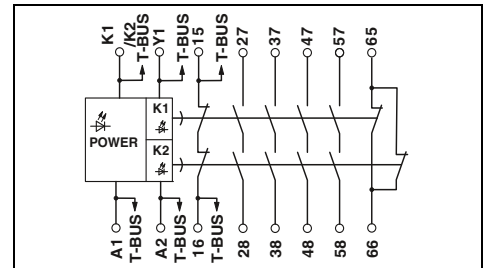 K1
/K2
T-BUS
Y1
T-BUS
15
T-BUS
27
37
47
57
65
POWER
K1
K2
A1
T-BUS
A2
T-BUS
16
T-BUS
28
38
48
58
66